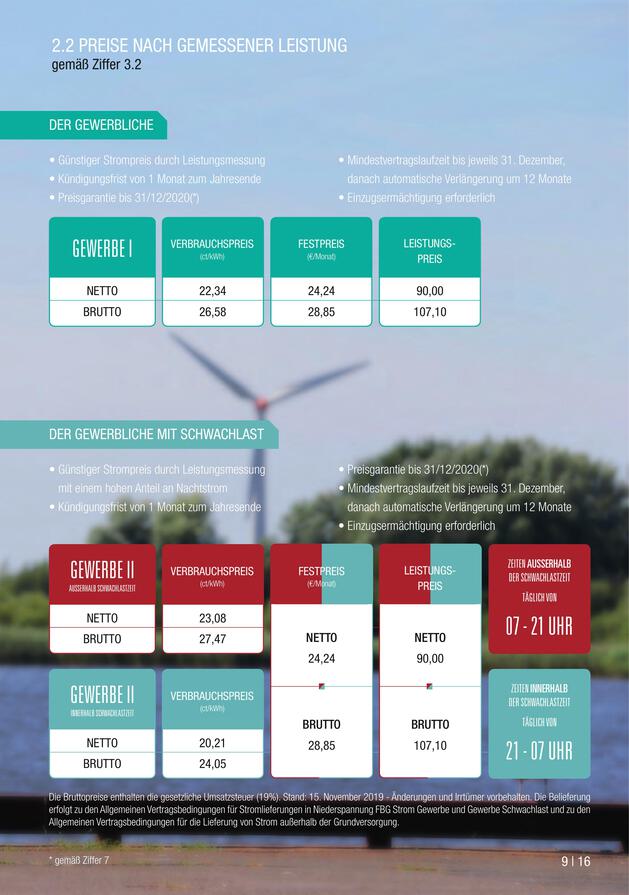 2.2 PREISE NACH GEMESSENER LEISTUNG
gemäß Ziffer 3.2
DER GEWERBLICHE
• Günstiger Strompreis durch Leistungsmessung
• Kündigungsfrist von 1 Monat zum Jahresende
• Preisgarantie bis 31/12/2020(*)
• Mindestvertragslaufzeit bis jeweils 31. Dezember,
danach automatische Verlängerung um 12 Monate
• Einzugsermächtigung erforderlich
GEWERBE I
VERBRAUCHSPREIS
(ct/kWh)
FESTPREIS
(€/Monat)
LEISTUNGS-
PREIS
NETTO 22,34 24,24 90,00
BRUTTO 26,58 28,85 107,10
DER GEWERBLICHE MIT SCHWACHLAST
• Günstiger Strompreis durch Leistungsmessung
mit einem hohen Anteil an Nachtstrom
• Kündigungsfrist von 1 Monat zum Jahresende
• Preisgarantie bis 31/12/2020(*)
• Mindestvertragslaufzeit bis jeweils 31. Dezember,
danach automatische Verlängerung um 12 Monate
• Einzugsermächtigung erforderlich
GEWERBE II
AUSSERHALB SCHWACHLASTZEIT
VERBRAUCHSPREIS
(ct/kWh)
NETTO 23,08
BRUTTO 27,47
GEWERBE II
INNERHALB SCHWACHLASTZEIT
VERBRAUCHSPREIS
(ct/kWh)
NETTO 20,21
BRUTTO 24,05
FESTPREIS
(€/Monat)
NETTO
24,24
BRUTTO
28,85
LEISTUNGS-
PREIS
NETTO
90,00
BRUTTO
107,10
ZEITEN AUSSERHALB
DER SCHWACHLASTZEIT
TÄGLICH VON
07 - 21 UHR
ZEITEN INNERHALB
DER SCHWACHLASTZEIT
TÄGLICH VON
21 - 07 UHR
Die Bruttopreise enthalten die gesetzliche Umsatzsteuer (19%). Stand: 15. November 2019 - Änderungen und Irrtümer vorbehalten. Die Belieferung
erfolgt zu den Allgemeinen Vertragsbedingungen für Stromlieferungen in Niederspannung FBG Strom Gewerbe und Gewerbe Schwachlast und zu den
Allgemeinen Vertragsbedingungen für die Lieferung von Strom außerhalb der Grundversorgung.
* gemäß Ziffer 7
9 | 16